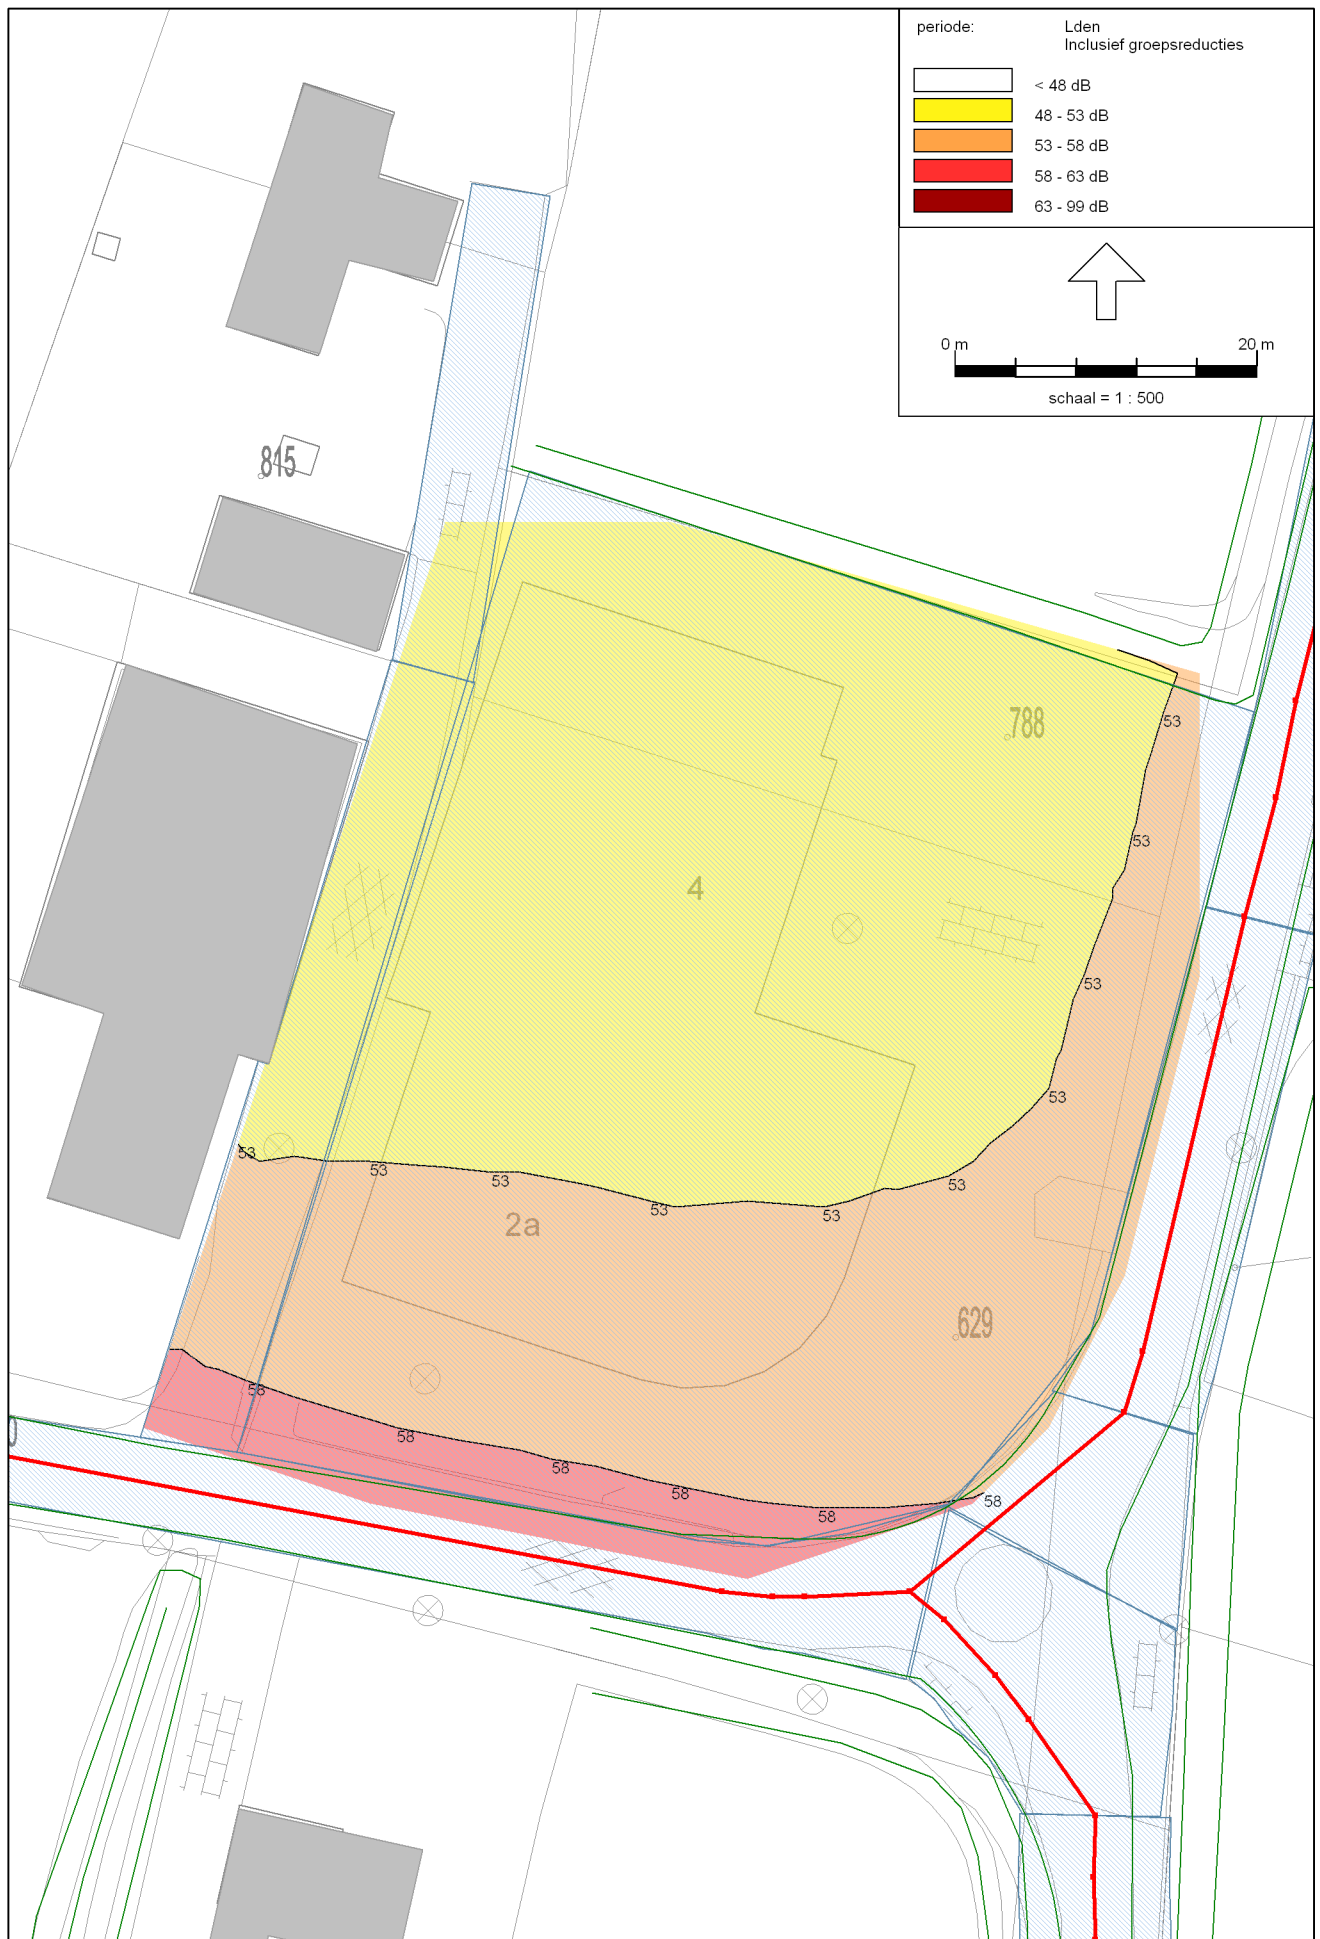 periode: Lden
Inclusief groepsreducties
< 48 dB
48 - 53 dB
53 - 58 dB
58 - 63 dB
63 - 99 dB
0 m 20 m
schaal = 1 : 500
815
788
53
53
4
53
53
53
53
53
53
53
53
2a
629
58
58
58
58
58
58